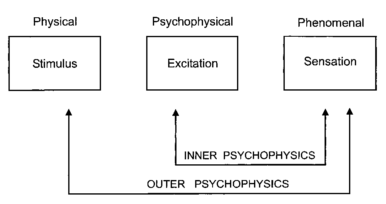 Physical Psychophysical Phenomenal
Stimulus Excitation Sensation
INNER PSYCHOPHYSICS
OUTER PSYCHOPHYSICS